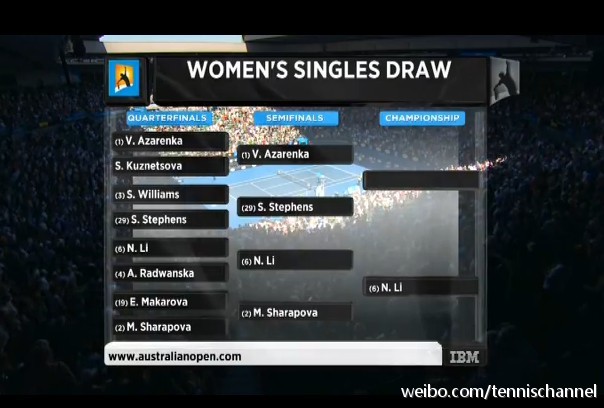 WOMEN'S SINGLES DRAW
QUARTERFINALS
SEMIFINALS
CHAMPIONSHIP
(1) V. Azarenka
S. Kuznetsova
(3) S. Williams
(29) S. Stephens
(6) N. Li
(4) A. Radwanska
(19) E. Makarova
(2) M. Sharapova
(1) V. Azarenka
(29) S. Stephens
(6) N. Li
(2) M. Sharapova
(6) N. Li
www.australianopen.com
IBM
weibo.com/tennischannel